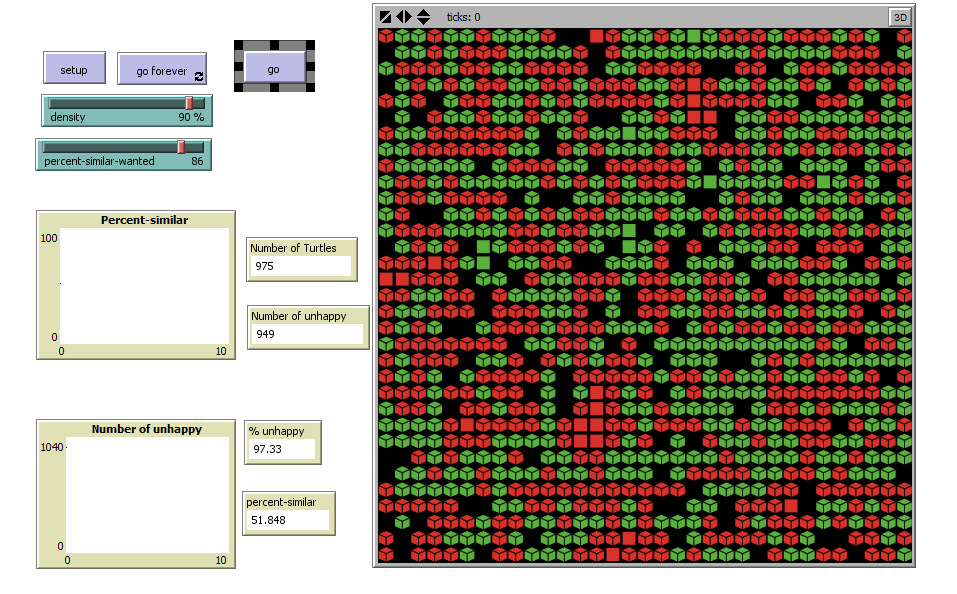 ticks: 0
3D
setup
go forever
go
density
90 %
percent-similar-wanted
86
Percent-similar
100
0
0
10
Number of Turtles
975
Number of unhappy
949
Number of unhappy
1040
0
0
10
% unhappy
97.33
percent-similar
51.848